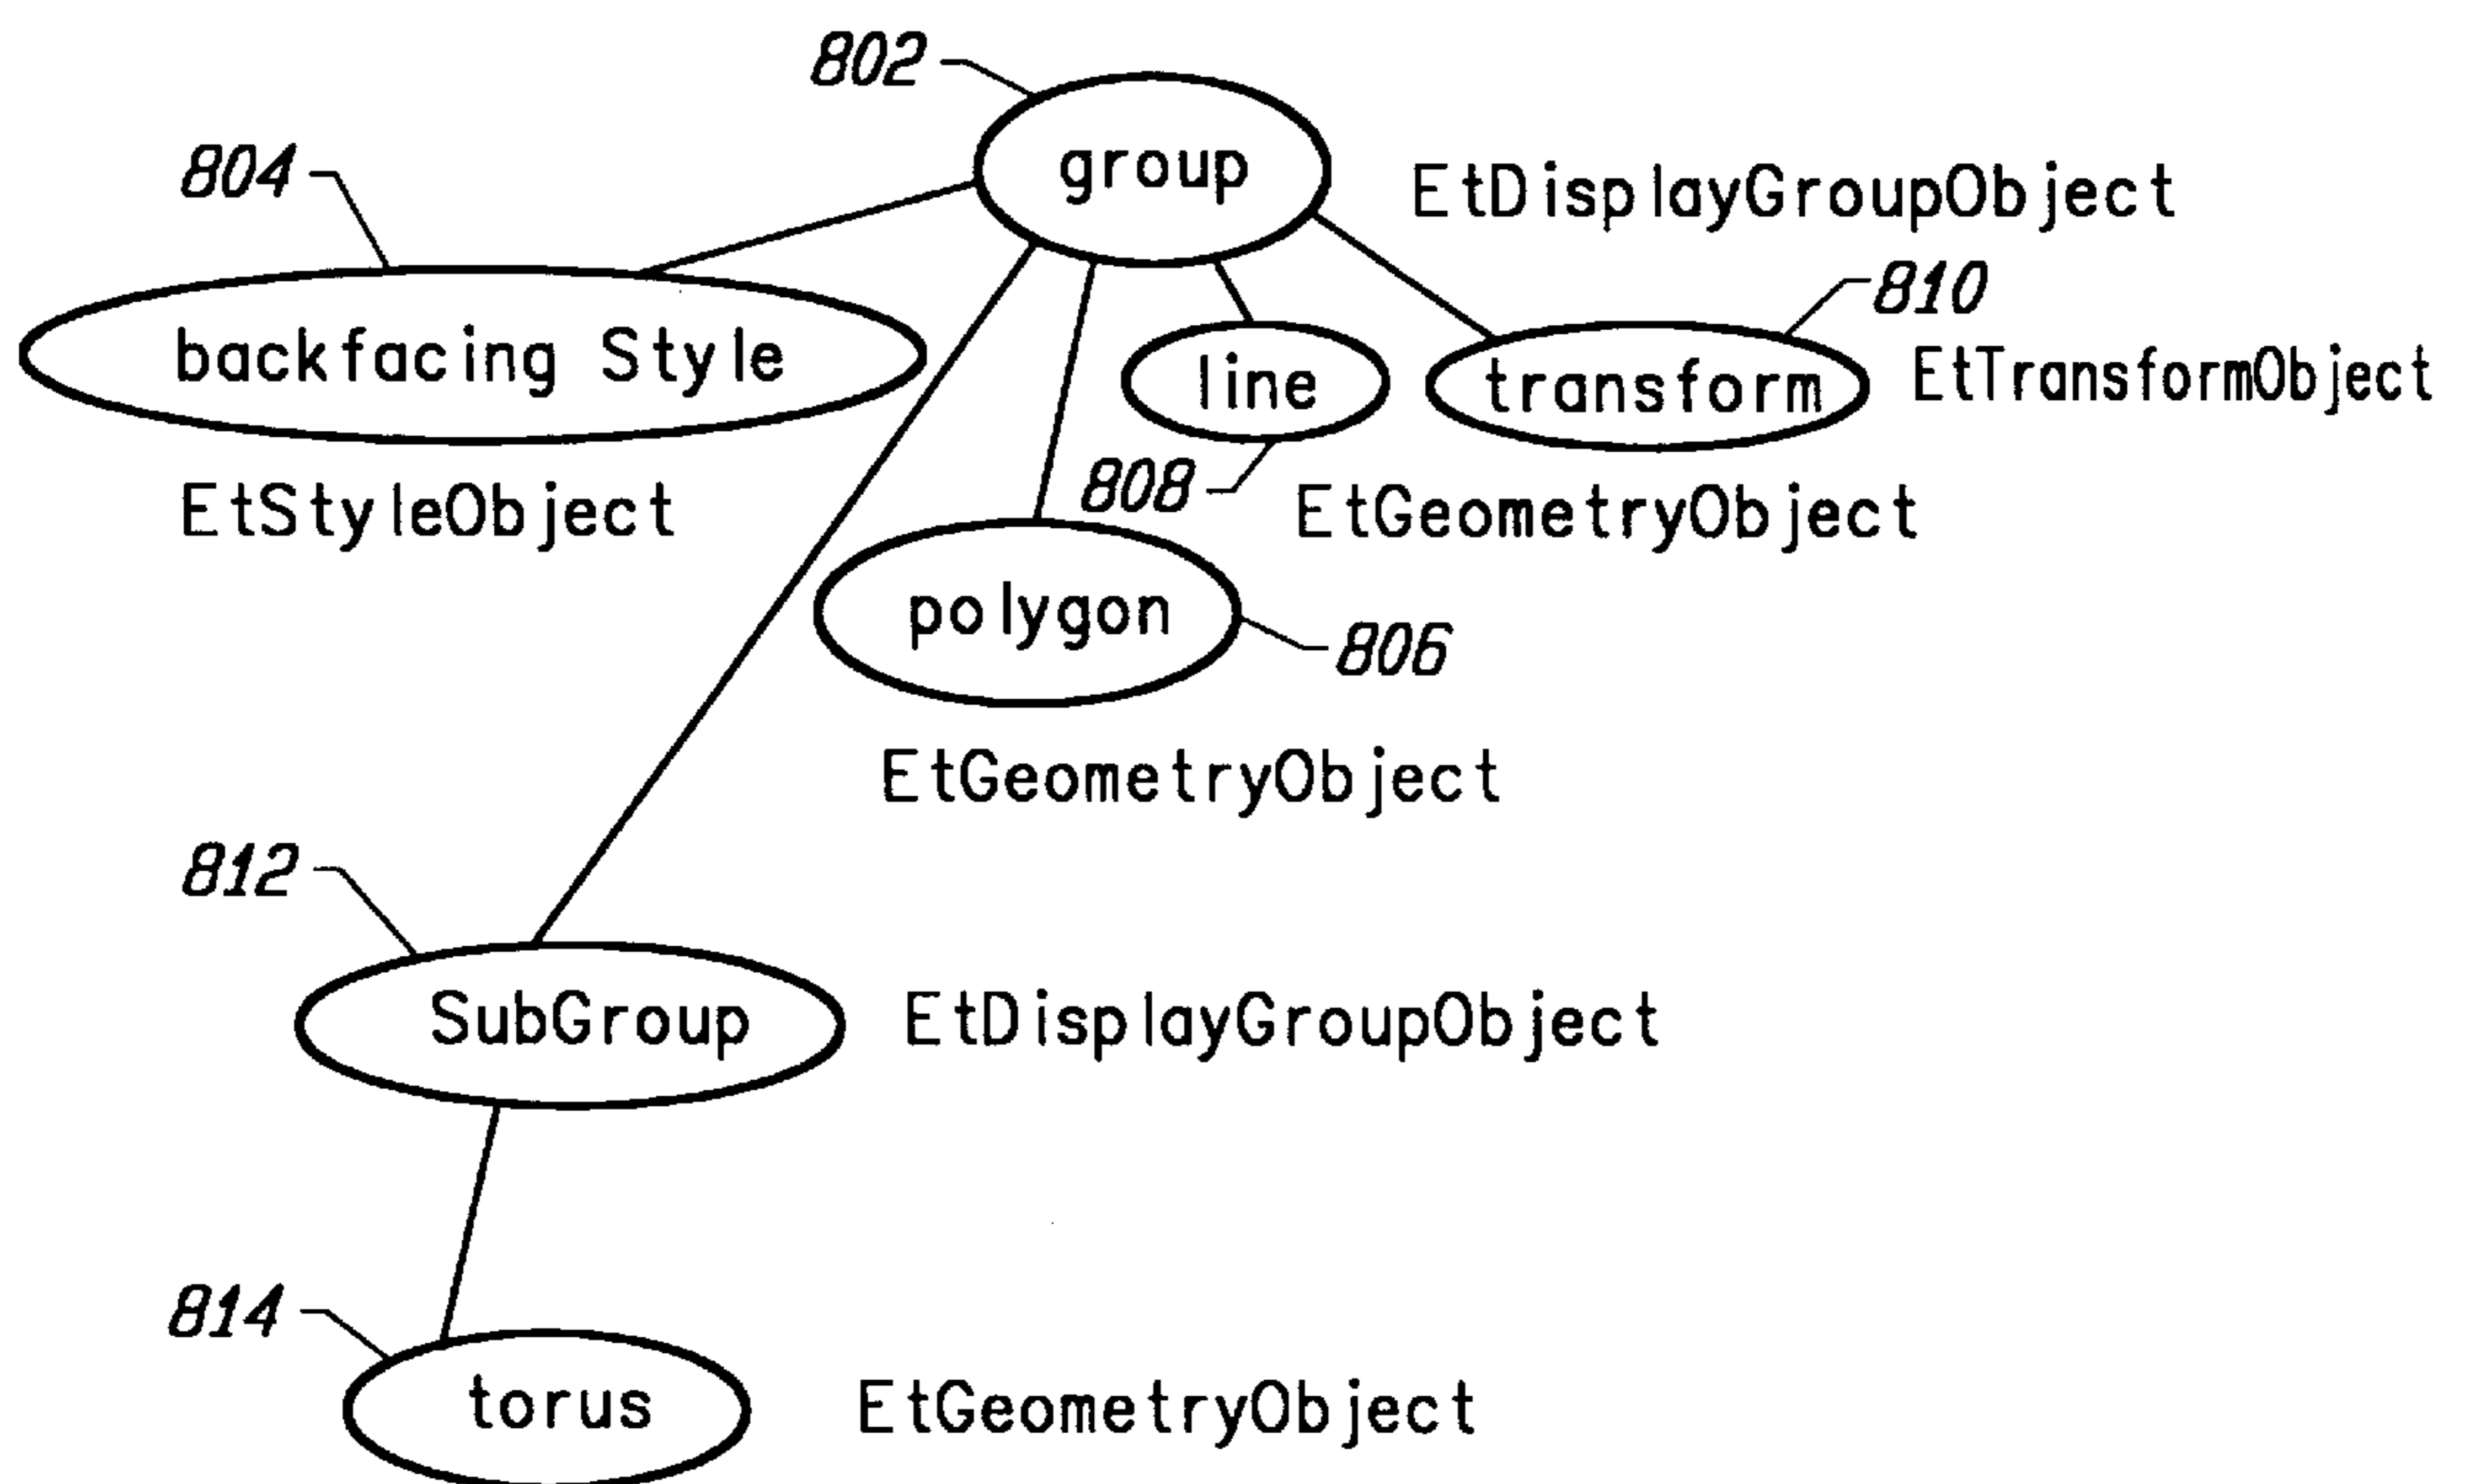 802
group
804
EtDisplayGroupObject
810
backfacing Style
line
transform
EtTransformObject
808
EtStyleObject
EtGeometryObject
polygon
806
EtGeometryObject
812
SubGroup
EtDisplayGroupObject
814
torus
EtGeometryObject